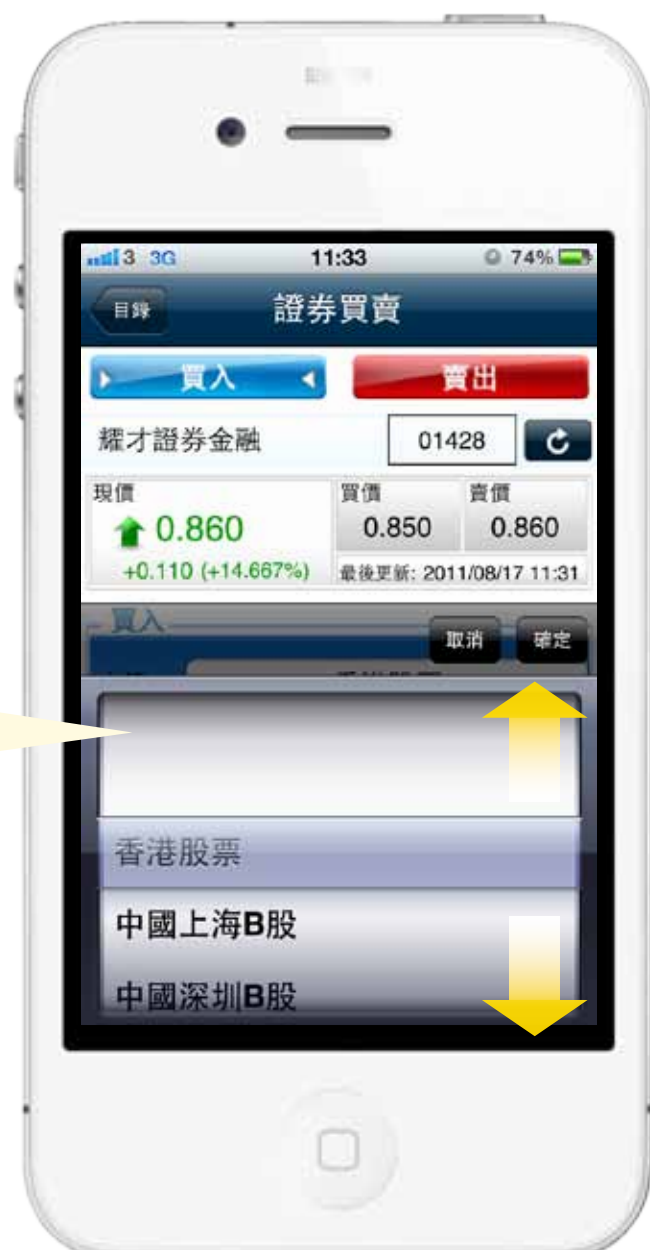 3 3G 11:33 74%
目錄 證券買賣
買入 賣出
耀才證券金融 01428
現價 買價 賣價
0.860 0.850 0.860
+0.110 (+14.667%) 最後更新: 2011/08/17 11:31
買入
取消 確定
香港股票
中國上海B股
中國深圳B股